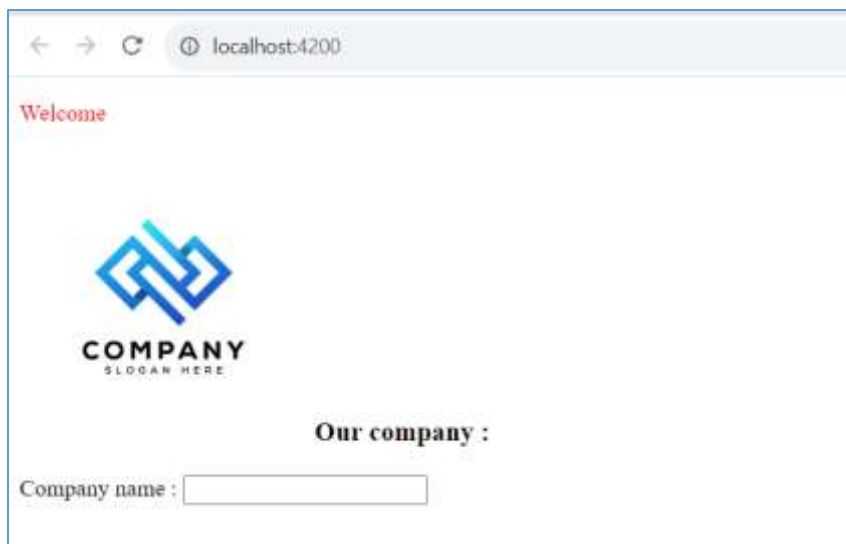 localhost:4200
Welcome
COMPANY
SLOGAN HERE
Our company :
Company name :